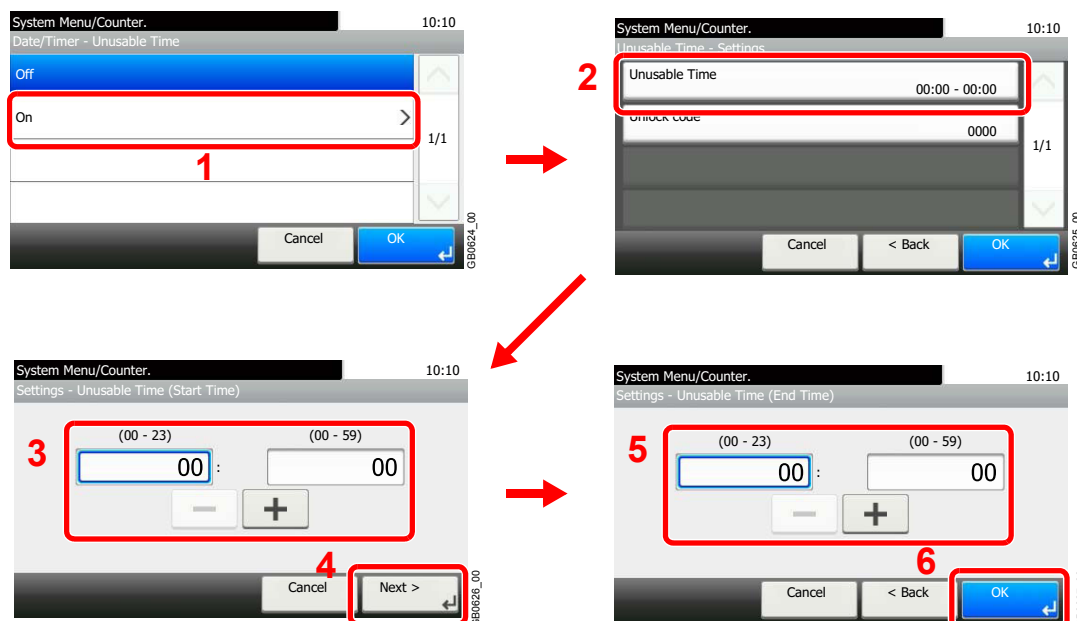 System Menu/Counter.
10:10
Date/Timer - Unusable Time
Off
On
1/1
1
Cancel
OK
GB0624_00
System Menu/Counter.
10:10
Unusable Time - Settings
2
Unusable Time
00:00 - 00:00
Unlock Code
0000
1/1
Cancel
< Back
OK
GB0625_00
System Menu/Counter.
10:10
Settings - Unusable Time (Start Time)
3
(00 - 23)
(00 - 59)
00 :
00
4
Cancel
Next >
GB0626_00
System Menu/Counter.
10:10
Settings - Unusable Time (End Time)
5
(00 - 23)
(00 - 59)
00 :
00
6
Cancel
< Back
OK